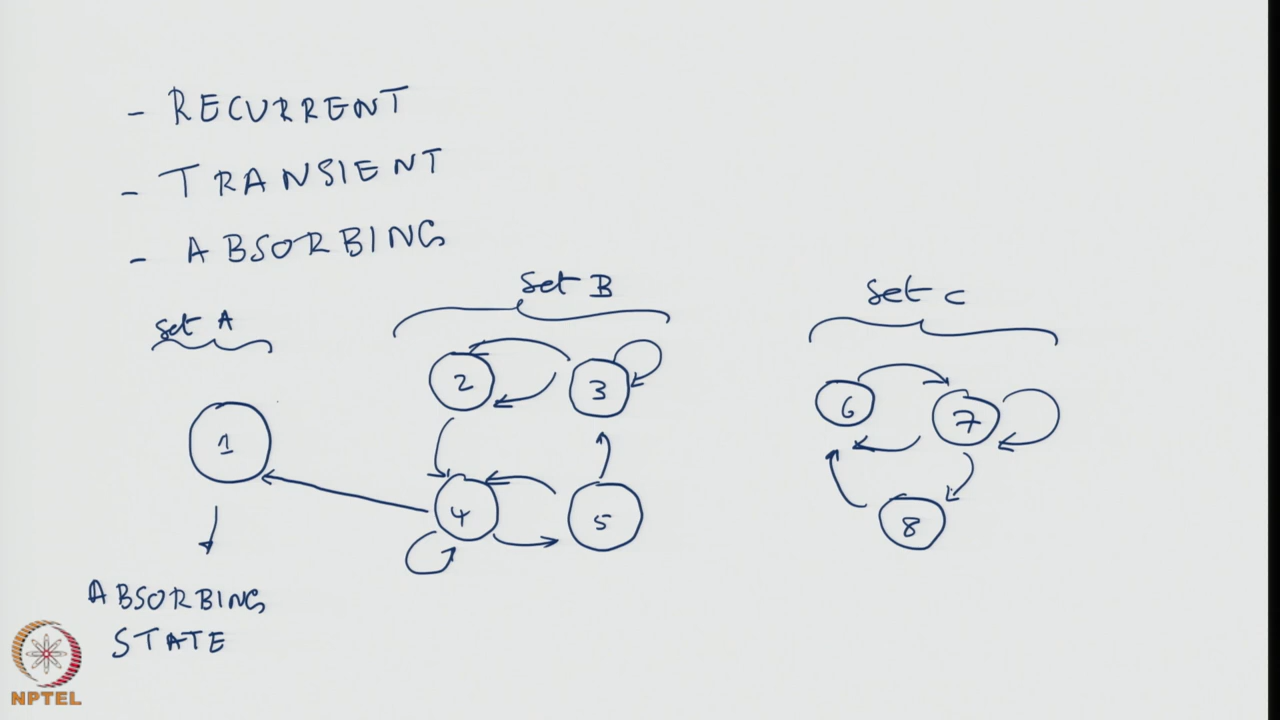 - RECURRENT
- TRANSIENT
- ABSORBING
Set A
Set B
Set C
1
2
3
4
5
6
7
8
ABSORBING
STATE
NPTEL